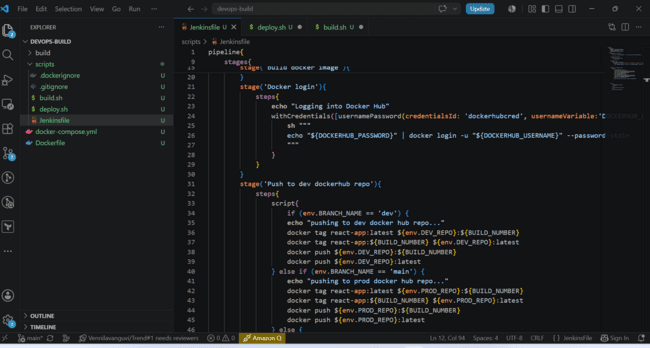 File Edit Selection View Go Run ...
devops-build
Update
EXPLORER
Jenkinsfile U
deploy.sh U
build.sh U
DEVOPS-BUILD
build
scripts
.dockerignore U
.gitignore U
build.sh U
deploy.sh U
Jenkinsfile U
docker-compose.yml U
Dockerfile U
OUTLINE
TIMELINE
scripts > Jenkinsfile
1 pipeline{
9 stages{
15 stage('build docker image'){
20 }
21 stage('Docker login'){
22 steps{
23 echo "Logging into Docker Hub"
24 withCredentials([usernamePassword(credentialsId: 'dockerhubcred', usernameVariable:'
25 sh """
26 echo "${DOCKERHUB_PASSWORD}" | docker login -u "${DOCKERHUB_USERNAME}" --password
27 """
28 }
29 }
30 }
31 stage('Push to dev dockerhub repo'){
32 steps{
33 script{
34 if (env.BRANCH_NAME == 'dev') {
35 echo "pushing to dev docker hub repo..."
36 docker tag react-app:latest ${env.DEV_REPO}:${BUILD_NUMBER}
37 docker tag react-app:${BUILD_NUMBER} ${env.DEV_REPO}:latest
38 docker push ${env.DEV_REPO}:${BUILD_NUMBER}
39 docker push ${env.DEV_REPO}:latest
40 } else if (env.BRANCH_NAME == 'main') {
41 echo "pushing to prod docker hub repo..."
42 docker tag react-app:latest ${env.PROD_REPO}:${BUILD_NUMBER}
43 docker tag react-app:${BUILD_NUMBER} ${env.PROD_REPO}:latest
44 docker push ${env.PROD_REPO}:${BUILD_NUMBER}
45 docker push ${env.PROD_REPO}:latest
46 } else {
main* Vennilavanguvi/Trend#1 needs reviewers 0 0 Amazon Q Ln 12, Col 94 Spaces: 4 UTF-8 CRLF {} Jenkinsfile Sign In